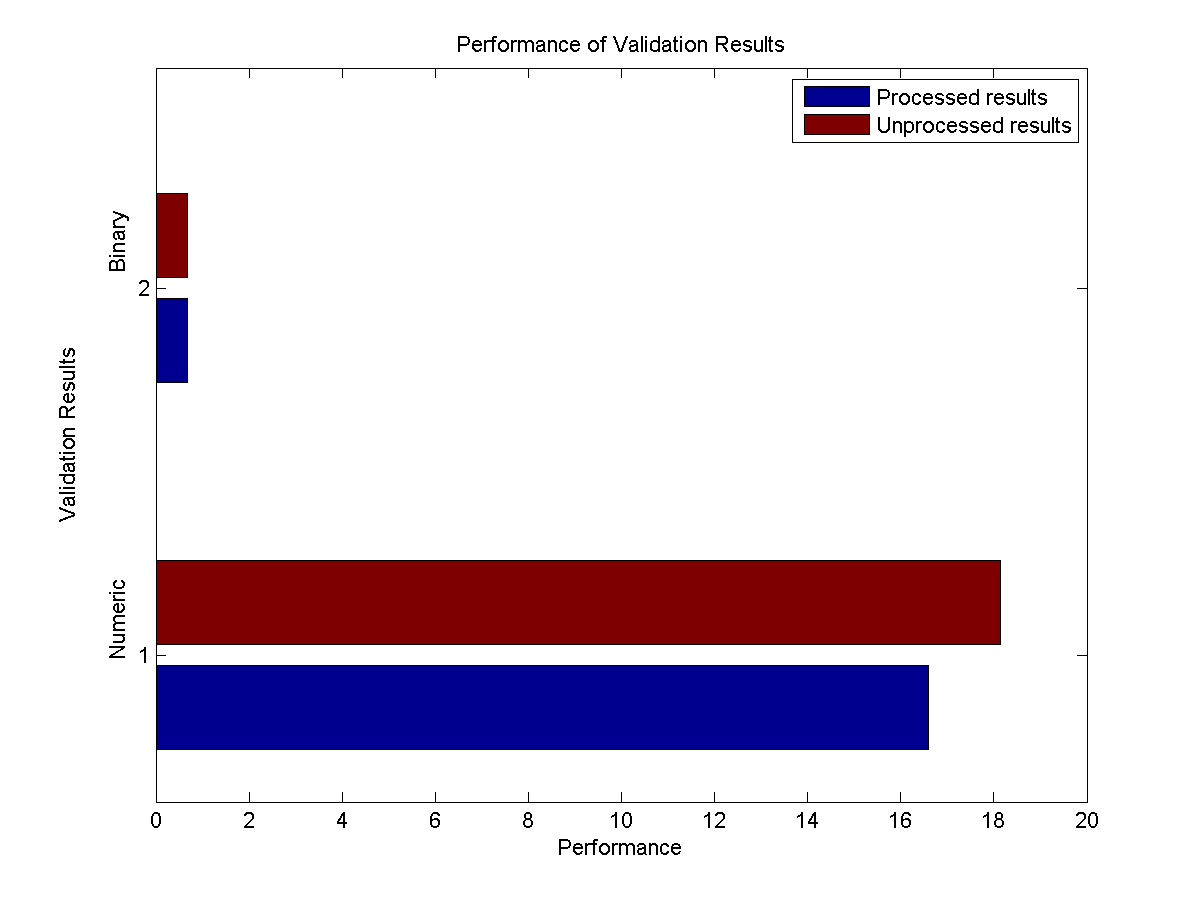 Performance of Validation Results
Processed results
Unprocessed results
Binary
2
Validation Results
Numeric
1
0 2 4 6 8 10 12 14 16 18 20
Performance